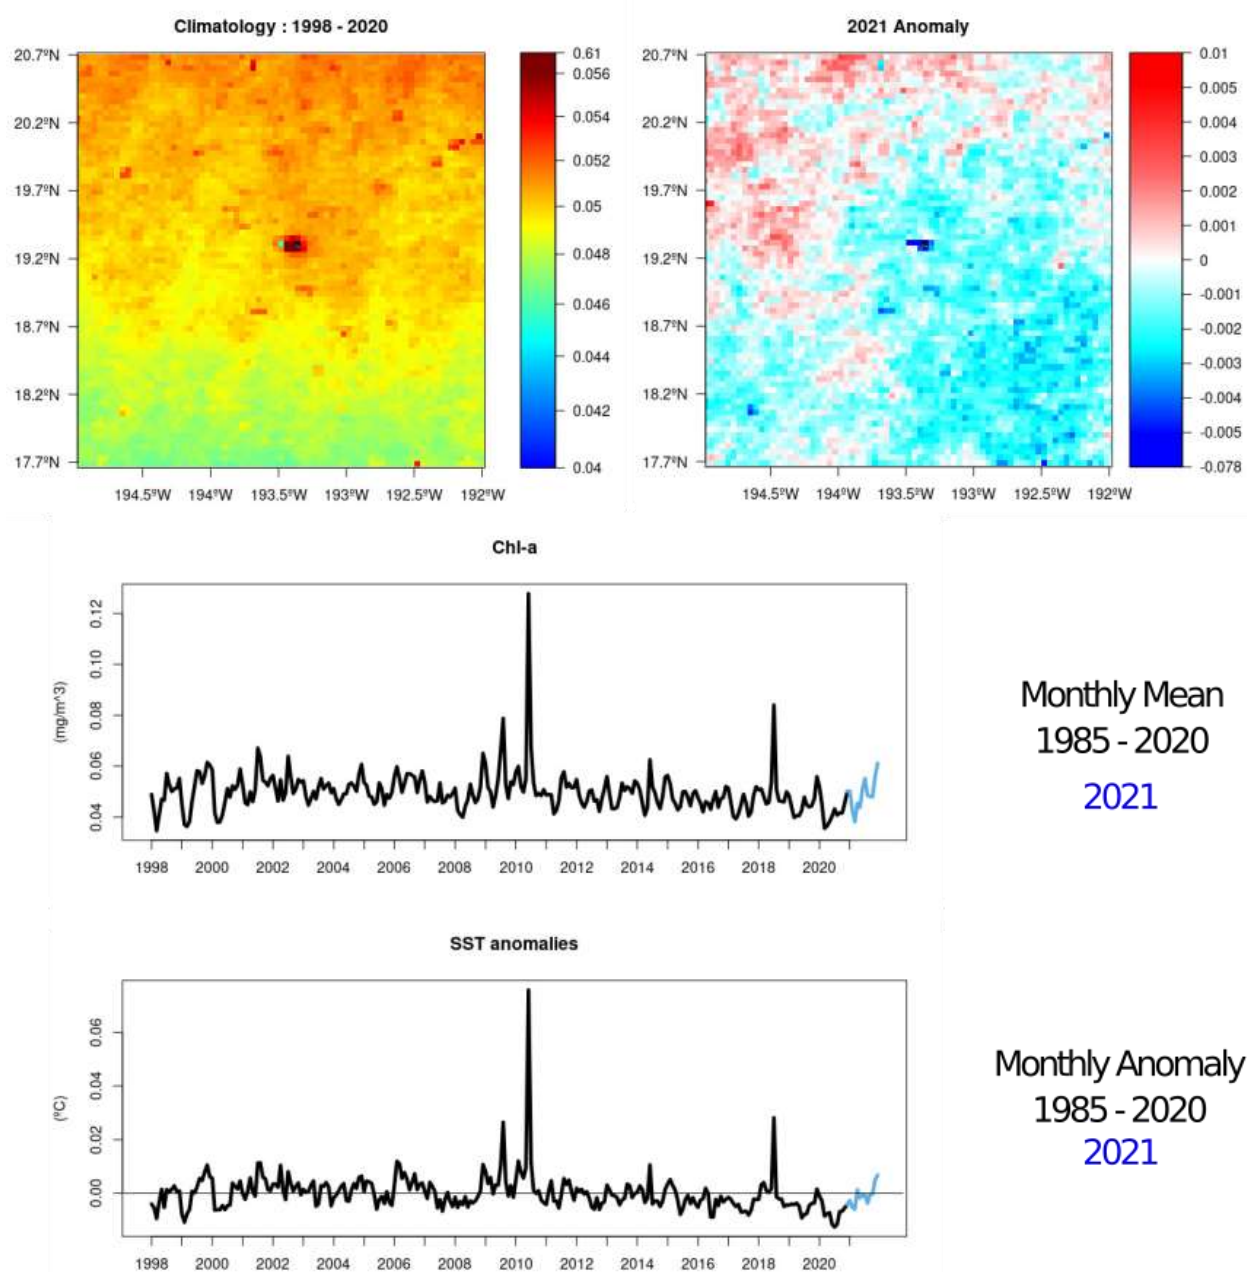 Climatology : 1998 - 2020
20.7ºN
20.2ºN
19.7ºN
19.2ºN
18.7ºN
18.2ºN
17.7ºN
194.5ºW 194ºW 193.5ºW 193ºW 192.5ºW 192ºW
0.61
0.056
0.054
0.052
0.05
0.048
0.046
0.044
0.042
0.04
2021 Anomaly
20.7ºN
20.2ºN
19.7ºN
19.2ºN
18.7ºN
18.2ºN
17.7ºN
194.5ºW 194ºW 193.5ºW 193ºW 192.5ºW 192ºW
0.01
0.005
0.004
0.003
0.002
0.001
0
-0.001
-0.002
-0.003
-0.004
-0.005
-0.078
Chl-a
(mg/m^3)
0.12
0.10
0.08
0.06
0.04
1998 2000 2002 2004 2006 2008 2010 2012 2014 2016 2018 2020
Monthly Mean
1985 - 2020
2021
SST anomalies
(ºC)
0.06
0.04
0.02
0.00
1998 2000 2002 2004 2006 2008 2010 2012 2014 2016 2018 2020
Monthly Anomaly
1985 - 2020
2021